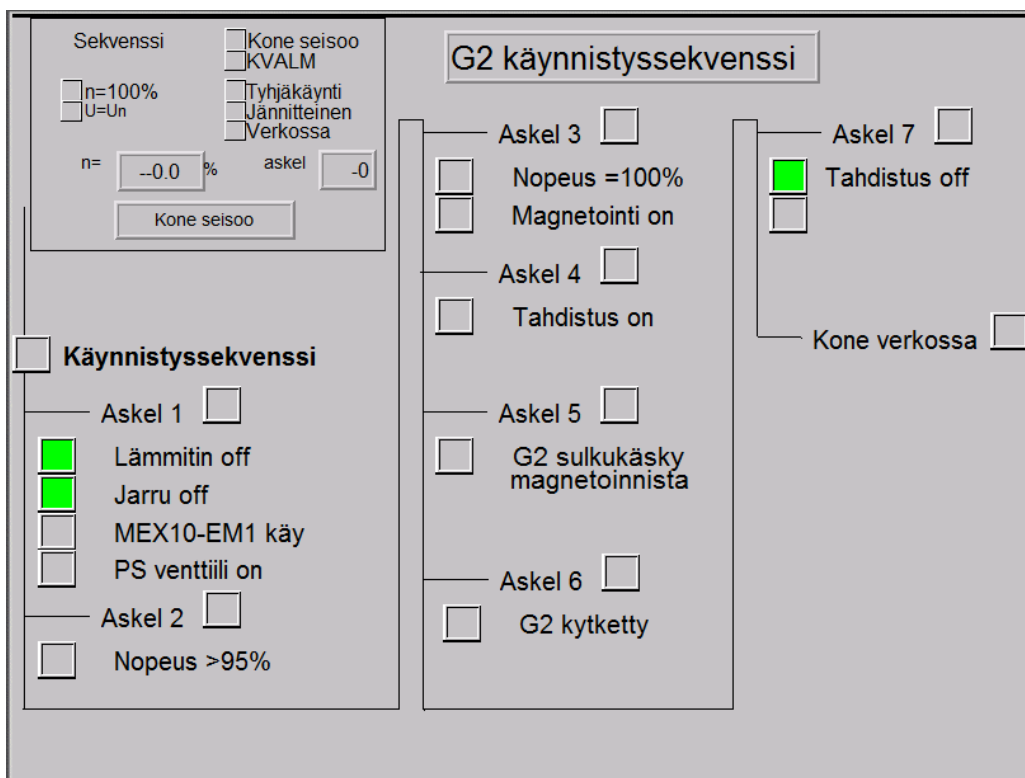 Sekvenssi
Kone seisoo
KVALM
n=100%
U=Un
Tyhjäkäynti
Jännitteinen
Verkossa
n= --0.0 % askel -0
Kone seisoo
Käynnistyssekvenssi
Askel 1
Lämmitin off
Jarru off
MEX10-EM1 käy
PS venttiili on
Askel 2
Nopeus >95%
G2 käynnistyssekvenssi
Askel 3
Nopeus =100%
Magnetointi on
Askel 4
Tahdistus on
Askel 5
G2 sulkukäsky
magnetoinnista
Askel 6
G2 kytketty
Askel 7
Tahdistus off
Kone verkossa